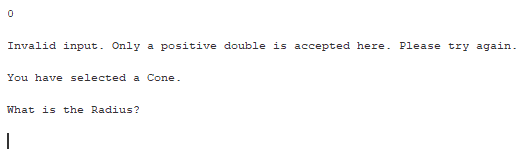 0
Invalid input. Only a positive double is accepted here. Please try again.
You have selected a Cone.
What is the Radius?